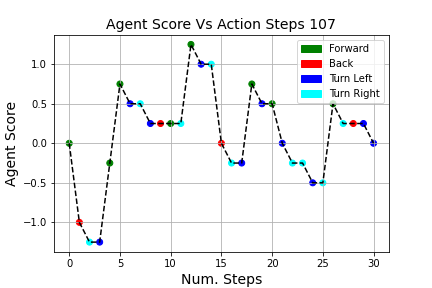 Agent Score Vs Action Steps 107
Forward
Back
Turn Left
Turn Right
1.0
0.5
0.0
−0.5
−1.0
Agent Score
0 5 10 15 20 25 30
Num. Steps